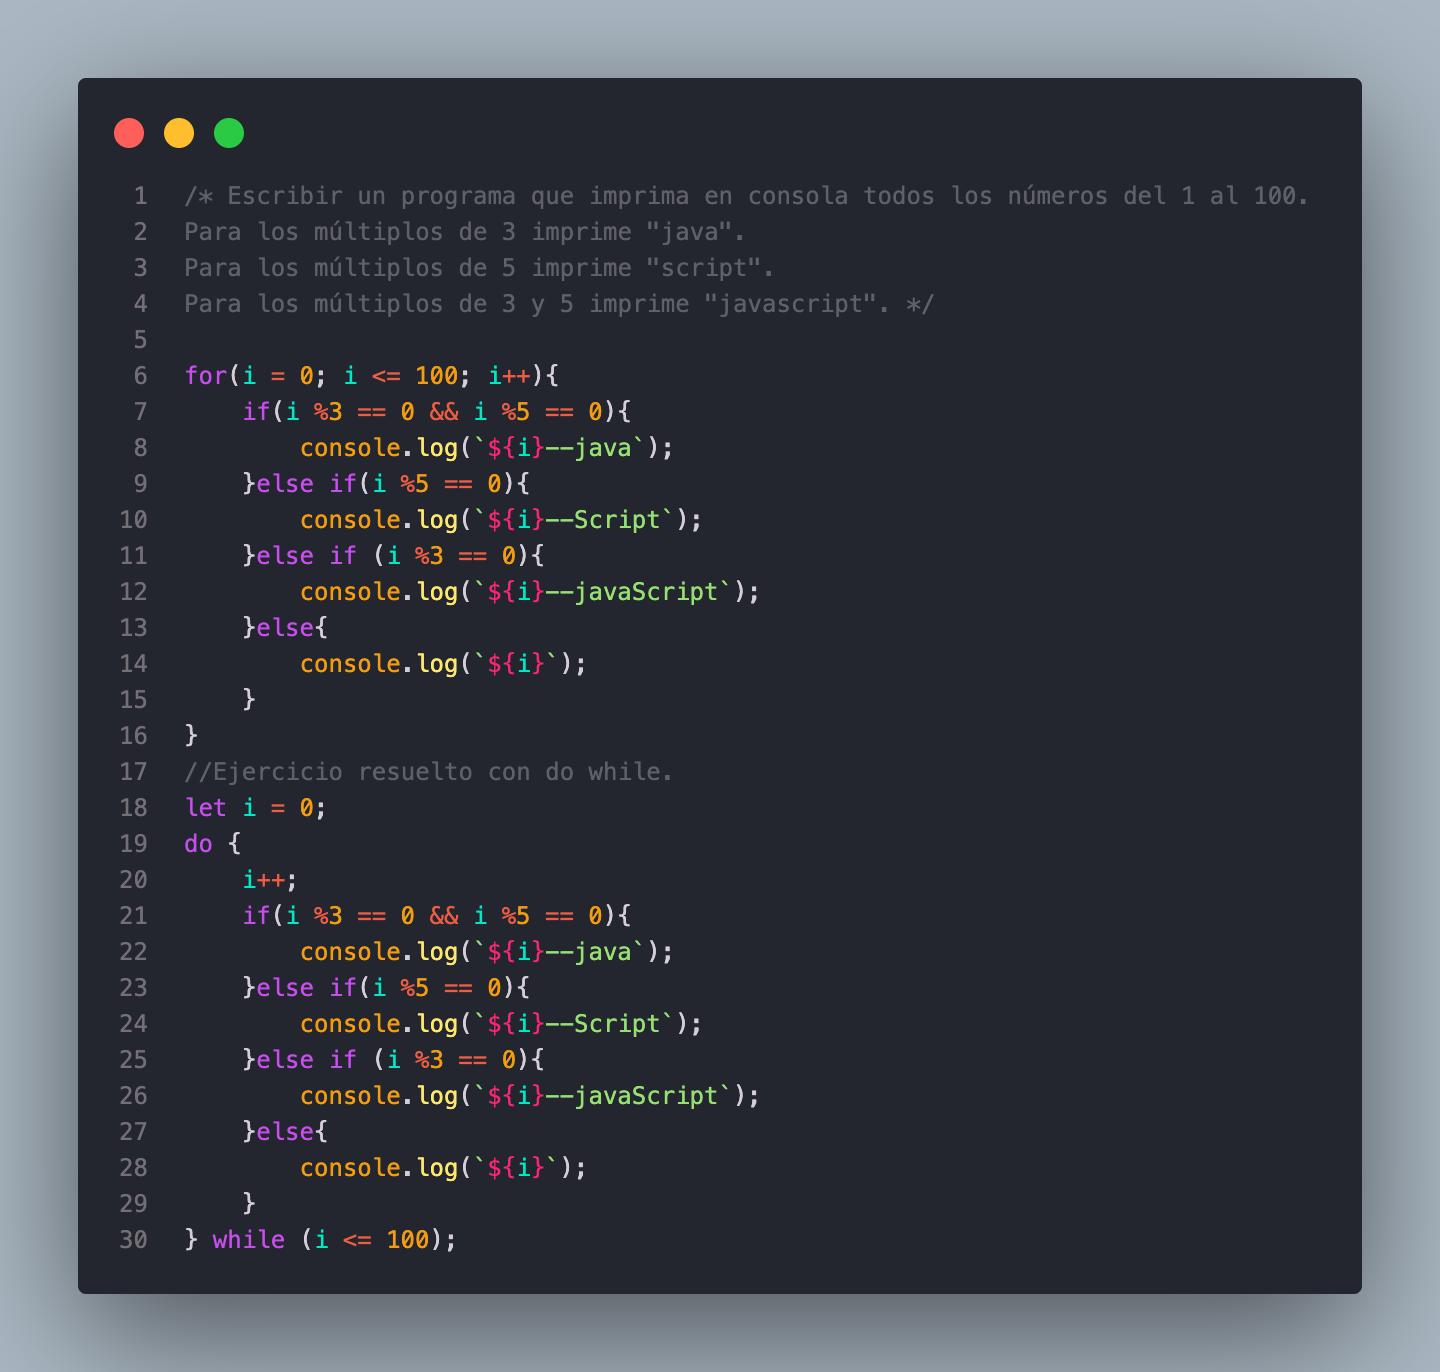 1 /* Escribir un programa que imprima en consola todos los números del 1 al 100.
2 Para los múltiplos de 3 imprime "java".
3 Para los múltiplos de 5 imprime "script".
4 Para los múltiplos de 3 y 5 imprime "javascript". */
5
6 for(i = 0; i <= 100; i++){
7     if(i %3 == 0 && i %5 == 0){
8         console.log(`${i}--java`);
9     }else if(i %5 == 0){
10         console.log(`${i}--Script`);
11     }else if (i %3 == 0){
12         console.log(`${i}--javaScript`);
13     }else{
14         console.log(`${i}`);
15     }
16 }
17 //Ejercicio resuelto con do while.
18 let i = 0;
19 do {
20     i++;
21     if(i %3 == 0 && i %5 == 0){
22         console.log(`${i}--java`);
23     }else if(i %5 == 0){
24         console.log(`${i}--Script`);
25     }else if (i %3 == 0){
26         console.log(`${i}--javaScript`);
27     }else{
28         console.log(`${i}`);
29     }
30 } while (i <= 100);